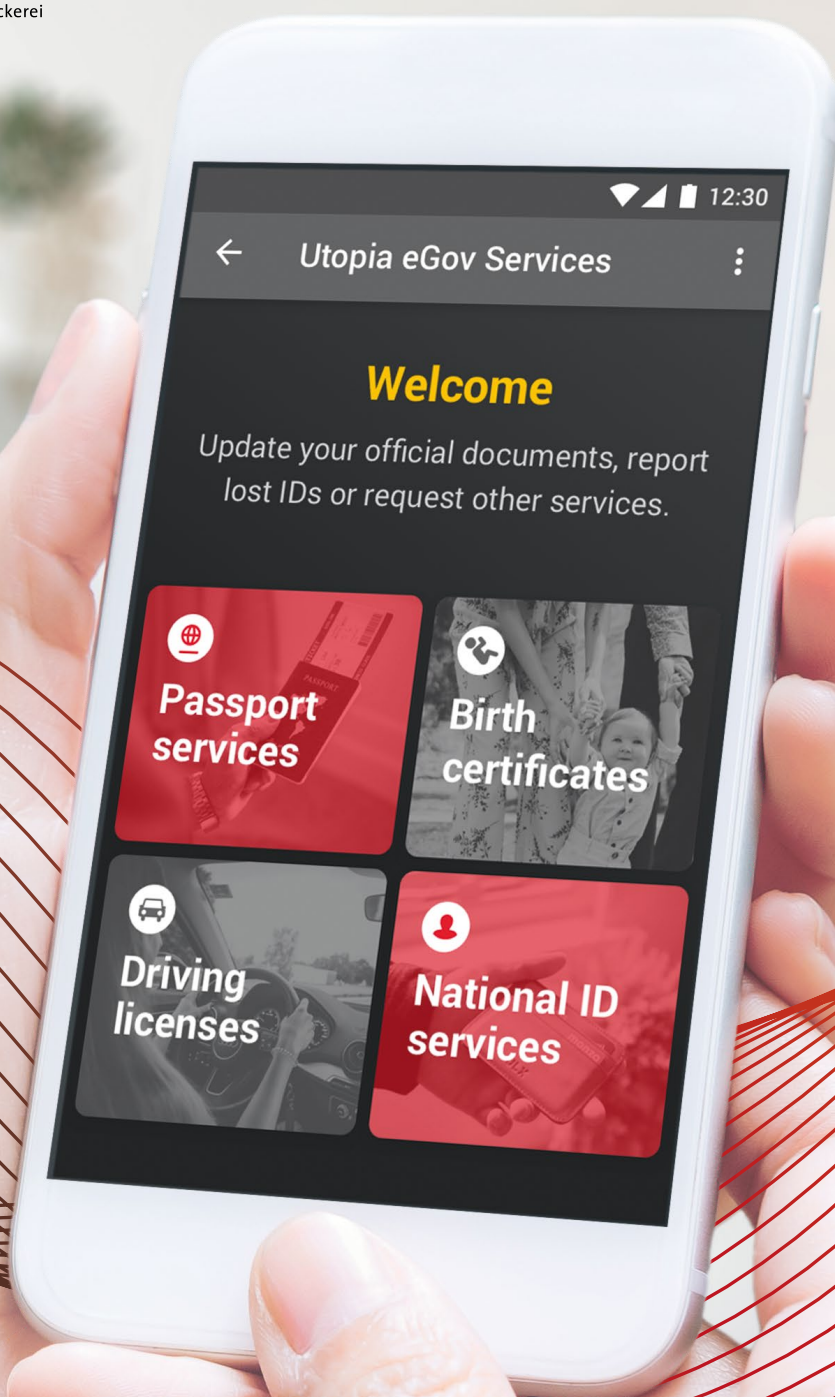 ckerei
12:30
Utopia eGov Services
Welcome
Update your official documents, report
lost IDs or request other services.
PASSPORT
Passport
services
Birth
certificates
Driving
licenses
National ID
services